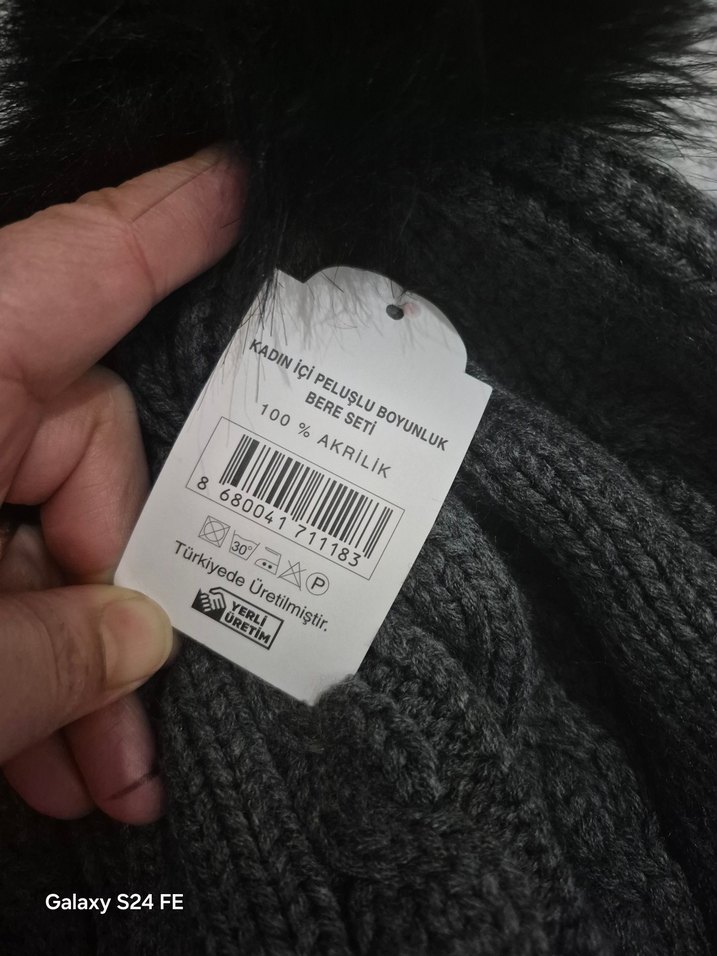 KADIN İÇİ PELUŞLU BOYUNLUK
BERE SETİ
100 % AKRİLİK
8 680041 711183
30° P
Türkiyede Üretilmiştir.
YERLİ
ÜRETİM
Galaxy S24 FE